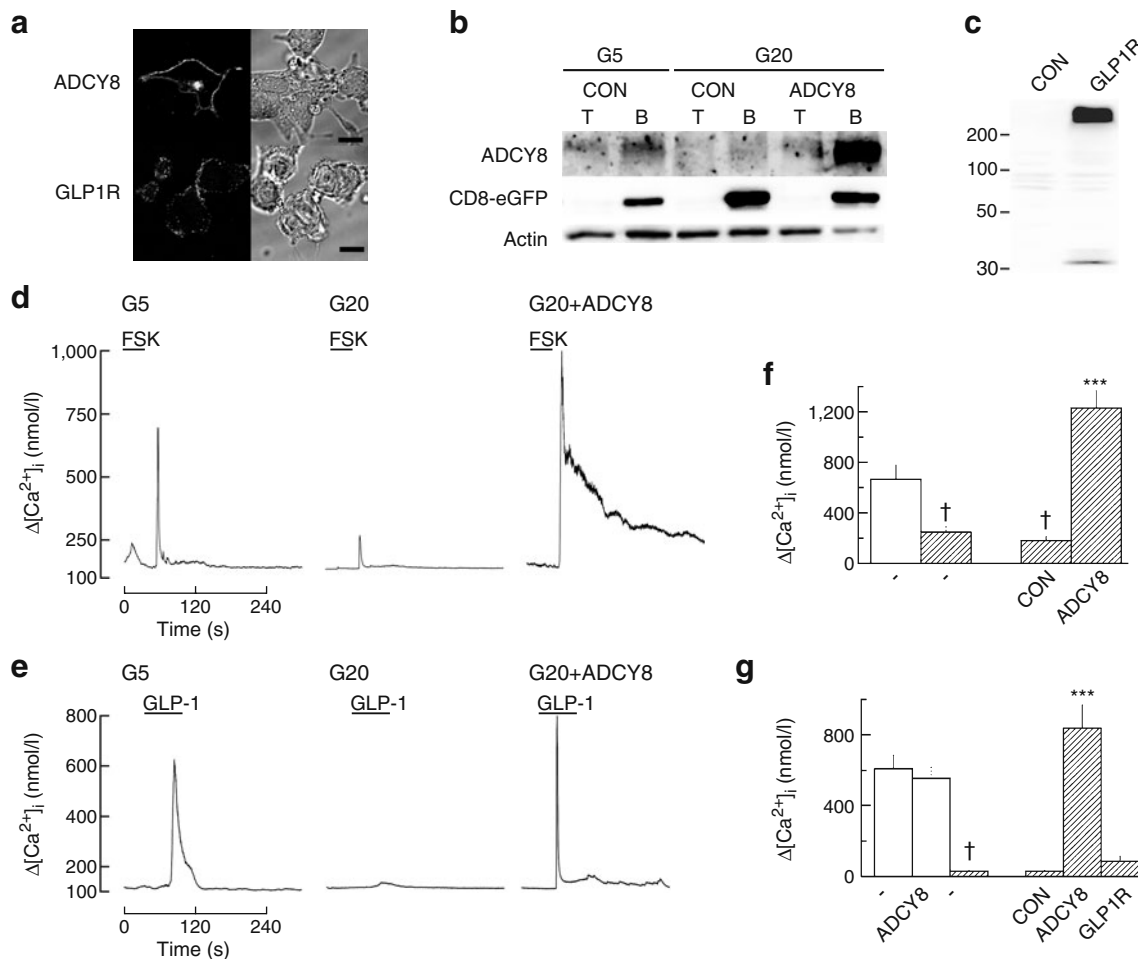 a
ADCY8
GLP1R
b
G5 G20
CON CON ADCY8
T B T B T B
ADCY8
CD8-eGFP
Actin
c
CON GLP1R
200
100
50
30
d
G5 G20 G20+ADCY8
FSK FSK FSK
Δ[Ca2+]i (nmol/l)
1,000
750
500
250
100
0 120 240
Time (s)
e
G5 G20 G20+ADCY8
GLP-1 GLP-1 GLP-1
Δ[Ca2+]i (nmol/l)
800
600
400
200
100
0 120 240
Time (s)
f
Δ[Ca2+]i (nmol/l)
1,200
800
400
0
† † ***
- - CON ADCY8
g
Δ[Ca2+]i (nmol/l)
800
400
0
† ***
- ADCY8 - CON ADCY8 GLP1R